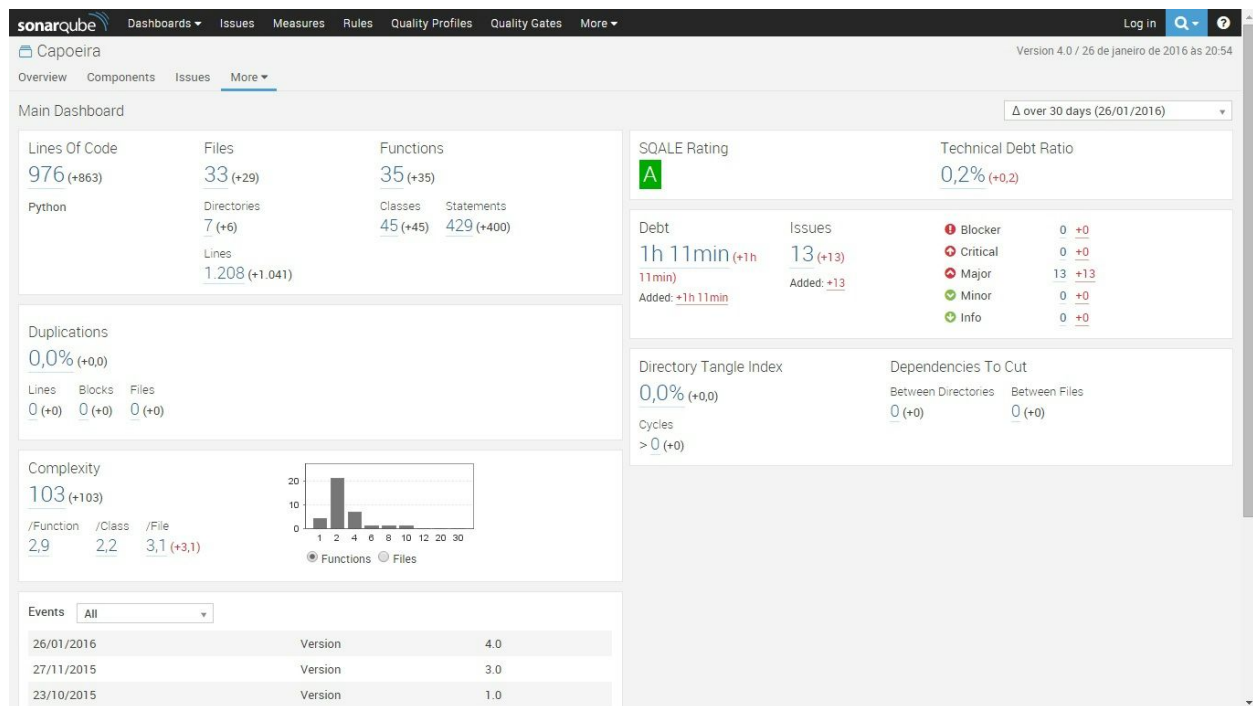 sonarqube Dashboards Issues Measures Rules Quality Profiles Quality Gates More Log in
Capoeira
Version 4.0 / 26 de janeiro de 2016 às 20:54
Overview Components Issues More
Main Dashboard
Δ over 30 days (26/01/2016)
Lines Of Code Files Functions
976 (+863) 33 (+29) 35 (+35)
Python Directories Classes Statements
7 (+6) 45 (+45) 429 (+400)
Lines
1.208 (+1.041)
Duplications
0,0% (+0,0)
Lines Blocks Files
0 (+0) 0 (+0) 0 (+0)
Complexity
103 (+103)
/Function /Class /File
2,9 2,2 3,1 (+3,1)
20
10
0
1 2 4 6 8 10 12 20 30
Functions Files
Events All
26/01/2016 Version 4.0
27/11/2015 Version 3.0
23/10/2015 Version 1.0
SQALE Rating Technical Debt Ratio
A 0,2% (+0,2)
Debt Issues
1h 11min (+1h 13 (+13)
11min) Added: +13
Added: +1h 11min
Blocker 0 +0
Critical 0 +0
Major 13 +13
Minor 0 +0
Info 0 +0
Directory Tangle Index Dependencies To Cut
0,0% (+0,0) Between Directories Between Files
0 (+0) 0 (+0)
Cycles
> 0 (+0)